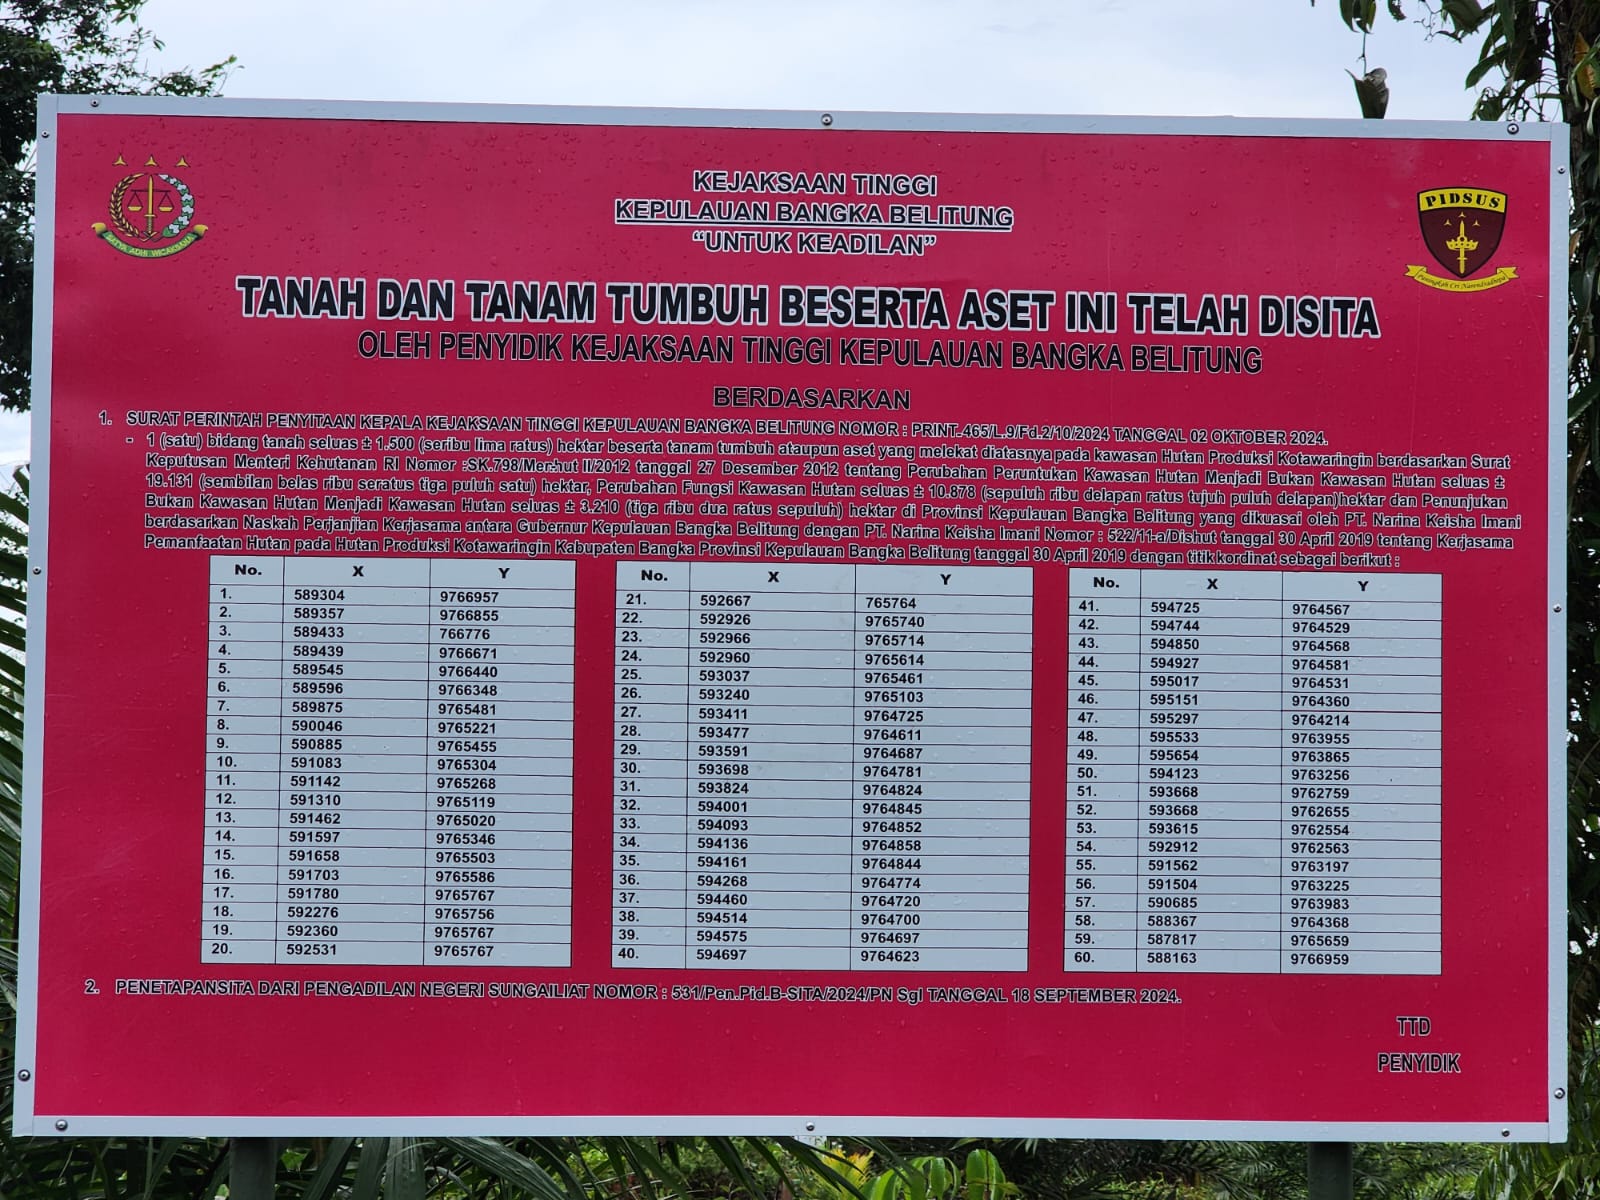 KEJAKSAAN TINGGI
KEPULAUAN BANGKA BELITUNG
"UNTUK KEADILAN"
SATYA ADHI WICAKSANA
PIDSUS
TANAH DAN TANAM TUMBUH BESERTA ASET INI TELAH DISITA
OLEH PENYIDIK KEJAKSAAN TINGGI KEPULAUAN BANGKA BELITUNG
BERDASARKAN
1. SURAT PERINTAH PENYITAAN KEPALA KEJAKSAAN TINGGI KEPULAUAN BANGKA BELITUNG NOMOR : PRINT.465/L.9/Fd.2/10/2024 TANGGAL 02 OKTOBER 2024.
- 1 (satu) bidang tanah seluas ± 1.500 (seribu lima ratus) hektar beserta tanam tumbuh ataupun aset yang melekat diatasnya pada kawasan Hutan Produksi Kotawaringin berdasarkan Surat
Keputusan Menteri Kehutanan RI Nomor :SK.798/Menhut II/2012 tanggal 27 Desember 2012 tentang Perubahan Peruntukan Kawasan Hutan Menjadi Bukan Kawasan Hutan seluas ±
19.131 (sembilan belas ribu seratus tiga puluh satu) hektar, Perubahan Fungsi Kawasan Hutan seluas ± 10.878 (sepuluh ribu delapan ratus tujuh puluh delapan)hektar dan Penunjukan
Bukan Kawasan Hutan Menjadi Kawasan Hutan seluas ± 3.210 (tiga ribu dua ratus sepuluh) hektar di Provinsi Kepulauan Bangka Belitung yang dikuasai oleh PT. Narina Keisha Imani
berdasarkan Naskah Perjanjian Kerjasama antara Gubernur Kepulauan Bangka Belitung dengan PT. Narina Keisha Imani Nomor : 522/11-a/Dishut tanggal 30 April 2019 tentang Kerjasama
Pemanfaatan Hutan pada Hutan Produksi Kotawaringin Kabupaten Bangka Provinsi Kepulauan Bangka Belitung tanggal 30 April 2019 dengan titik kordinat sebagai berikut :
No. X Y
1. 589304 9766957
2. 589357 9766855
3. 589433 766776
4. 589439 9766671
5. 589545 9766440
6. 589596 9766348
7. 589875 9765481
8. 590046 9765221
9. 590885 9765455
10. 591083 9765304
11. 591142 9765268
12. 591310 9765119
13. 591462 9765020
14. 591597 9765346
15. 591658 9765503
16. 591703 9765586
17. 591780 9765767
18. 592276 9765756
19. 592360 9765767
20. 592531 9765767
No. X Y
21. 592667 765764
22. 592926 9765740
23. 592966 9765714
24. 592960 9765614
25. 593037 9765461
26. 593240 9765103
27. 593411 9764725
28. 593477 9764611
29. 593591 9764687
30. 593698 9764781
31. 593824 9764824
32. 594001 9764845
33. 594093 9764852
34. 594136 9764858
35. 594161 9764844
36. 594268 9764774
37. 594460 9764720
38. 594514 9764700
39. 594575 9764697
40. 594697 9764623
No. X Y
41. 594725 9764567
42. 594744 9764529
43. 594850 9764568
44. 594927 9764581
45. 595017 9764531
46. 595151 9764360
47. 595297 9764214
48. 595533 9763955
49. 595654 9763865
50. 594123 9763256
51. 593668 9762759
52. 593668 9762655
53. 593615 9762554
54. 592912 9762563
55. 591562 9763197
56. 591504 9763225
57. 590685 9763983
58. 588367 9764368
59. 587817 9765659
60. 588163 9766959
2. PENETAPANSITA DARI PENGADILAN NEGERI SUNGAILIAT NOMOR : 531/Pen.Pid.B-SITA/2024/PN Sgl TANGGAL 18 SEPTEMBER 2024.
TTD
PENYIDIK